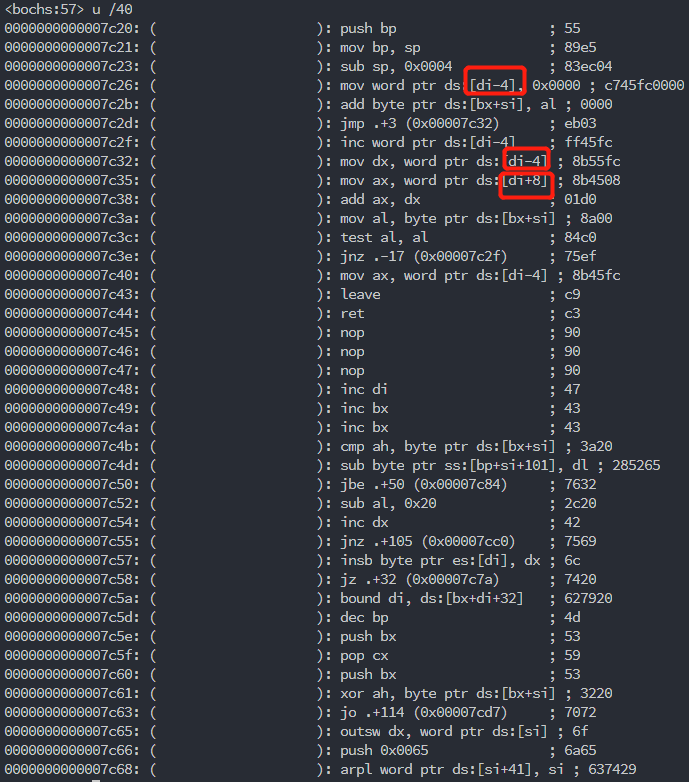 <bochs:57> u /40
0000000000007c20: (                    ): push bp                   ; 55
0000000000007c21: (                    ): mov bp, sp                ; 89e5
0000000000007c23: (                    ): sub sp, 0x0004            ; 83ec04
0000000000007c26: (                    ): mov word ptr ds:[di-4], 0x0000 ; c745fc0000
0000000000007c2b: (                    ): add byte ptr ds:[bx+si], al ; 0000
0000000000007c2d: (                    ): jmp .+3 (0x00007c32)      ; eb03
0000000000007c2f: (                    ): inc word ptr ds:[di-4]    ; ff45fc
0000000000007c32: (                    ): mov dx, word ptr ds:[di-4] ; 8b55fc
0000000000007c35: (                    ): mov ax, word ptr ds:[di+8] ; 8b4508
0000000000007c38: (                    ): add ax, dx                ; 01d0
0000000000007c3a: (                    ): mov al, byte ptr ds:[bx+si] ; 8a00
0000000000007c3c: (                    ): test al, al               ; 84c0
0000000000007c3e: (                    ): jnz .-17 (0x00007c2f)     ; 75ef
0000000000007c40: (                    ): mov ax, word ptr ds:[di-4] ; 8b45fc
0000000000007c43: (                    ): leave                     ; c9
0000000000007c44: (                    ): ret                       ; c3
0000000000007c45: (                    ): nop                       ; 90
0000000000007c46: (                    ): nop                       ; 90
0000000000007c47: (                    ): nop                       ; 90
0000000000007c48: (                    ): inc di                    ; 47
0000000000007c49: (                    ): inc bx                    ; 43
0000000000007c4a: (                    ): inc bx                    ; 43
0000000000007c4b: (                    ): cmp ah, byte ptr ds:[bx+si] ; 3a20
0000000000007c4d: (                    ): sub byte ptr ss:[bp+si+101], dl ; 285265
0000000000007c50: (                    ): jbe .+50 (0x00007c84)     ; 7632
0000000000007c52: (                    ): sub al, 0x20              ; 2c20
0000000000007c54: (                    ): inc dx                    ; 42
0000000000007c55: (                    ): jnz .+105 (0x00007cc0)    ; 7569
0000000000007c57: (                    ): insb byte ptr es:[di], dx ; 6c
0000000000007c58: (                    ): jz .+32 (0x00007c7a)      ; 7420
0000000000007c5a: (                    ): bound di, ds:[bx+di+32]   ; 627920
0000000000007c5d: (                    ): dec bp                    ; 4d
0000000000007c5e: (                    ): push bx                   ; 53
0000000000007c5f: (                    ): pop cx                    ; 59
0000000000007c60: (                    ): push bx                   ; 53
0000000000007c61: (                    ): xor ah, byte ptr ds:[bx+si] ; 3220
0000000000007c63: (                    ): jo .+114 (0x00007cd7)     ; 7072
0000000000007c65: (                    ): outsw dx, word ptr ds:[si] ; 6f
0000000000007c66: (                    ): push 0x0065               ; 6a65
0000000000007c68: (                    ): arpl word ptr ds:[si+41], si ; 637429